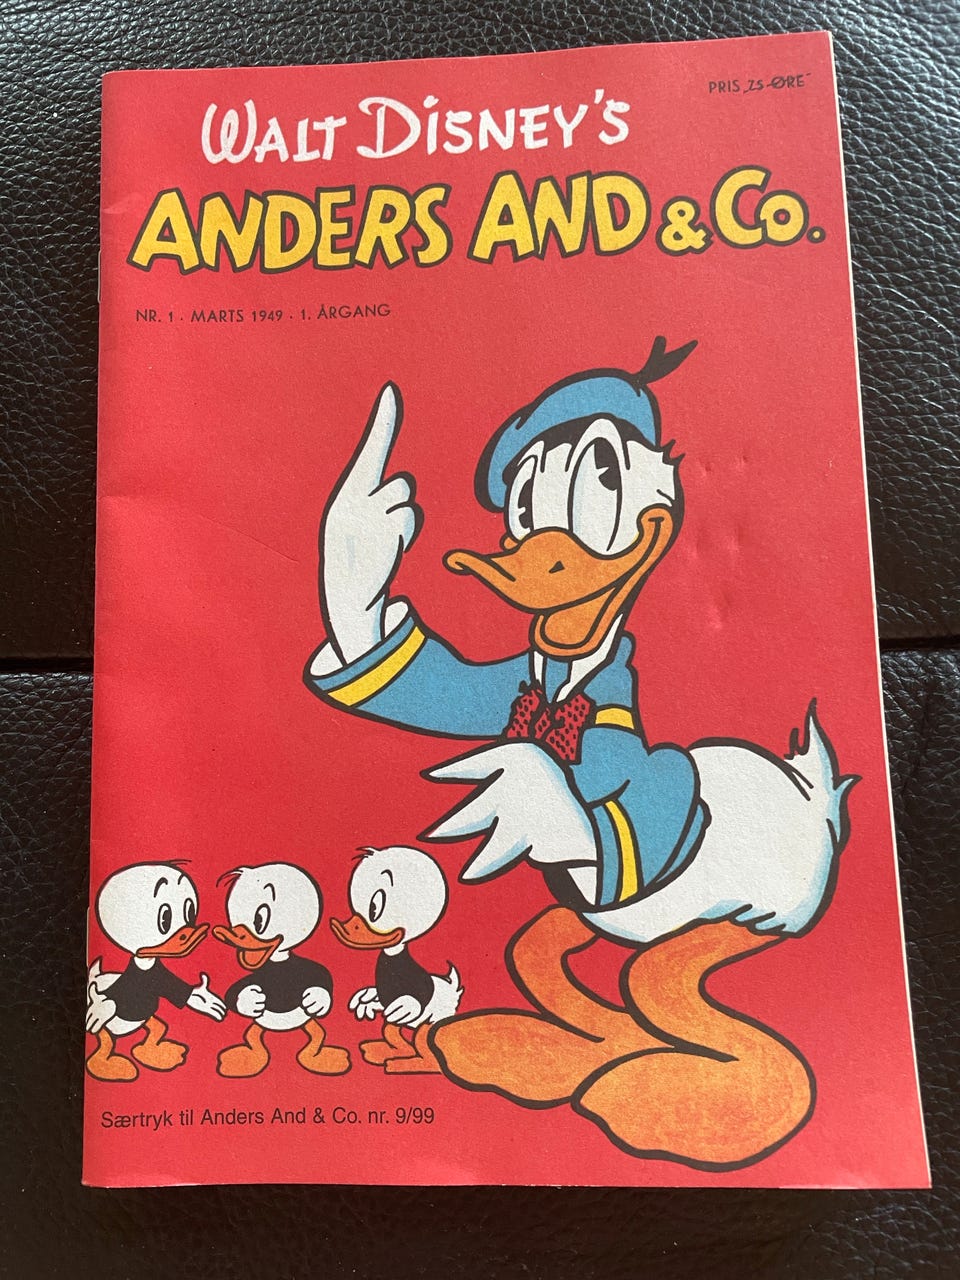 PRIS „25-ØRE"
WALT DISNEY'S
ANDERS AND & Co.
NR. 1 · MARTS 1949 · 1. ÅRGANG
Særtryk til Anders And & Co. nr. 9/99